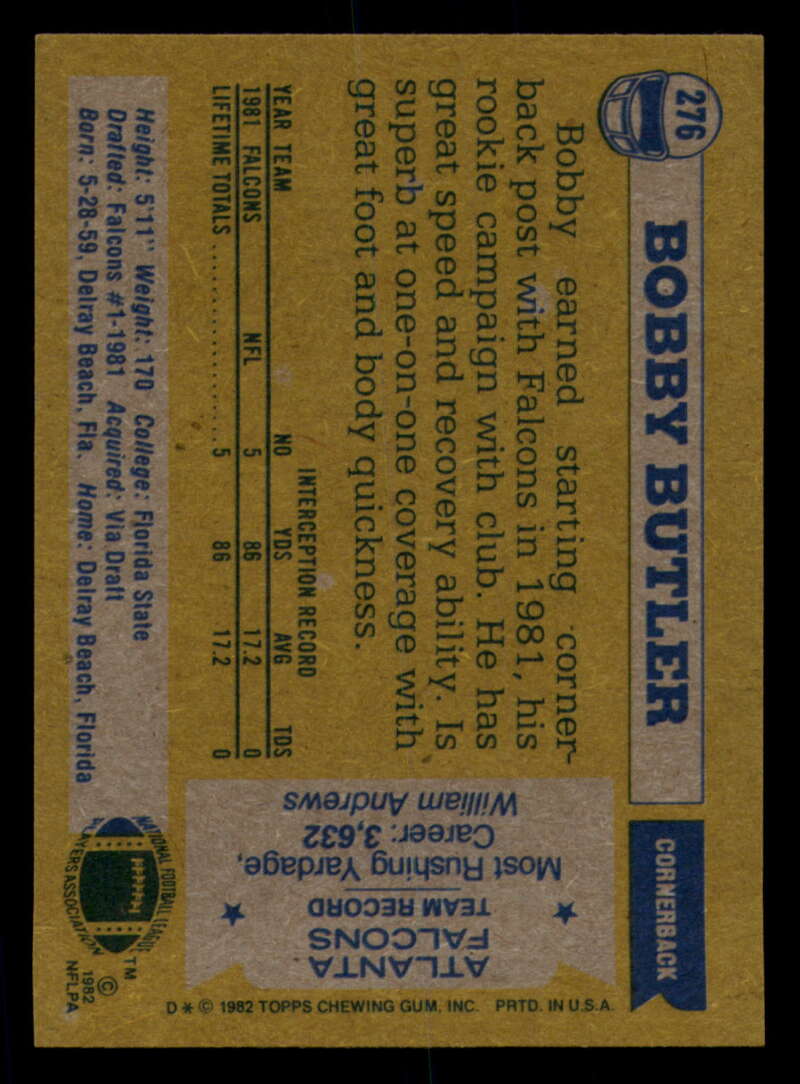 276
BOBBY BUTLER
CORNERBACK
Bobby earned starting corner-
back post with Falcons in 1981, his
rookie campaign with club. He has
great speed and recovery ability. Is
superb at one-on-one coverage with
great foot and body quickness.
INTERCEPTION RECORD
YEAR TEAM NO YDS AVG TDS
1981 FALCONS NFL 5 86 17.2 0
LIFETIME TOTALS ............... 5 86 17.2 0
Height: 5'11" Weight: 170 College: Florida State
Drafted: Falcons #1-1981 Acquired: Via Draft
Born: 5-28-59, Delray Beach, Fla. Home: Delray Beach, Florida
ATLANTA
FALCONS
TEAM RECORD
Most Rushing Yardage,
Career: 3,632
William Andrews
NATIONAL FOOTBALL LEAGUE
PLAYERS ASSOCIATION
TM
© 1982
NFLPA
D * © 1982 TOPPS CHEWING GUM, INC. PRTD. IN U.S.A.